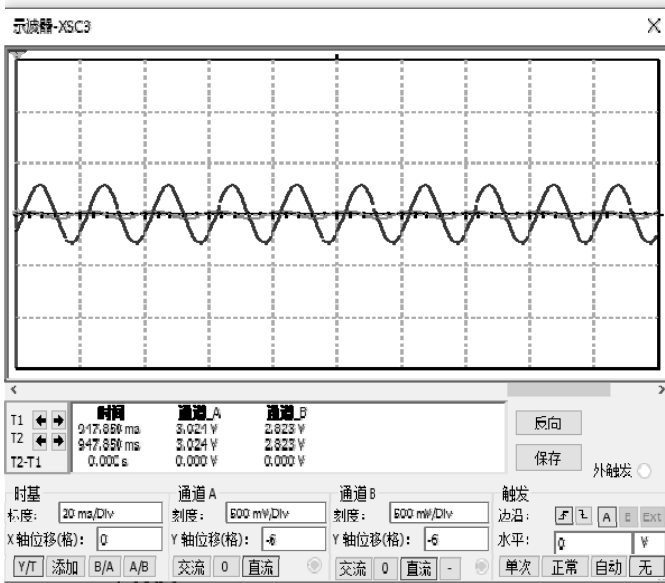 示波器-XSC3
时间 通道_A 通道_B
T1 947.850 ms 3.021 V 2.823 V
T2 947.850 ms 3.024 V 2.823 V
T2-T1 0.000 s 0.000 V 0.000 V
反向
保存
外触发
时基 通道 A 通道 B 触发
标度: 20 ms/Div 刻度: 500 mV/Div 刻度: 500 mV/Div 边沿: A B Ext
X轴位移(格): 0 Y轴位移(格): -6 Y轴位移(格): -6 水平: 0 V
Y/T 添加 B/A A/B 交流 0 直流 交流 0 直流 - 单次 正常 自动 无